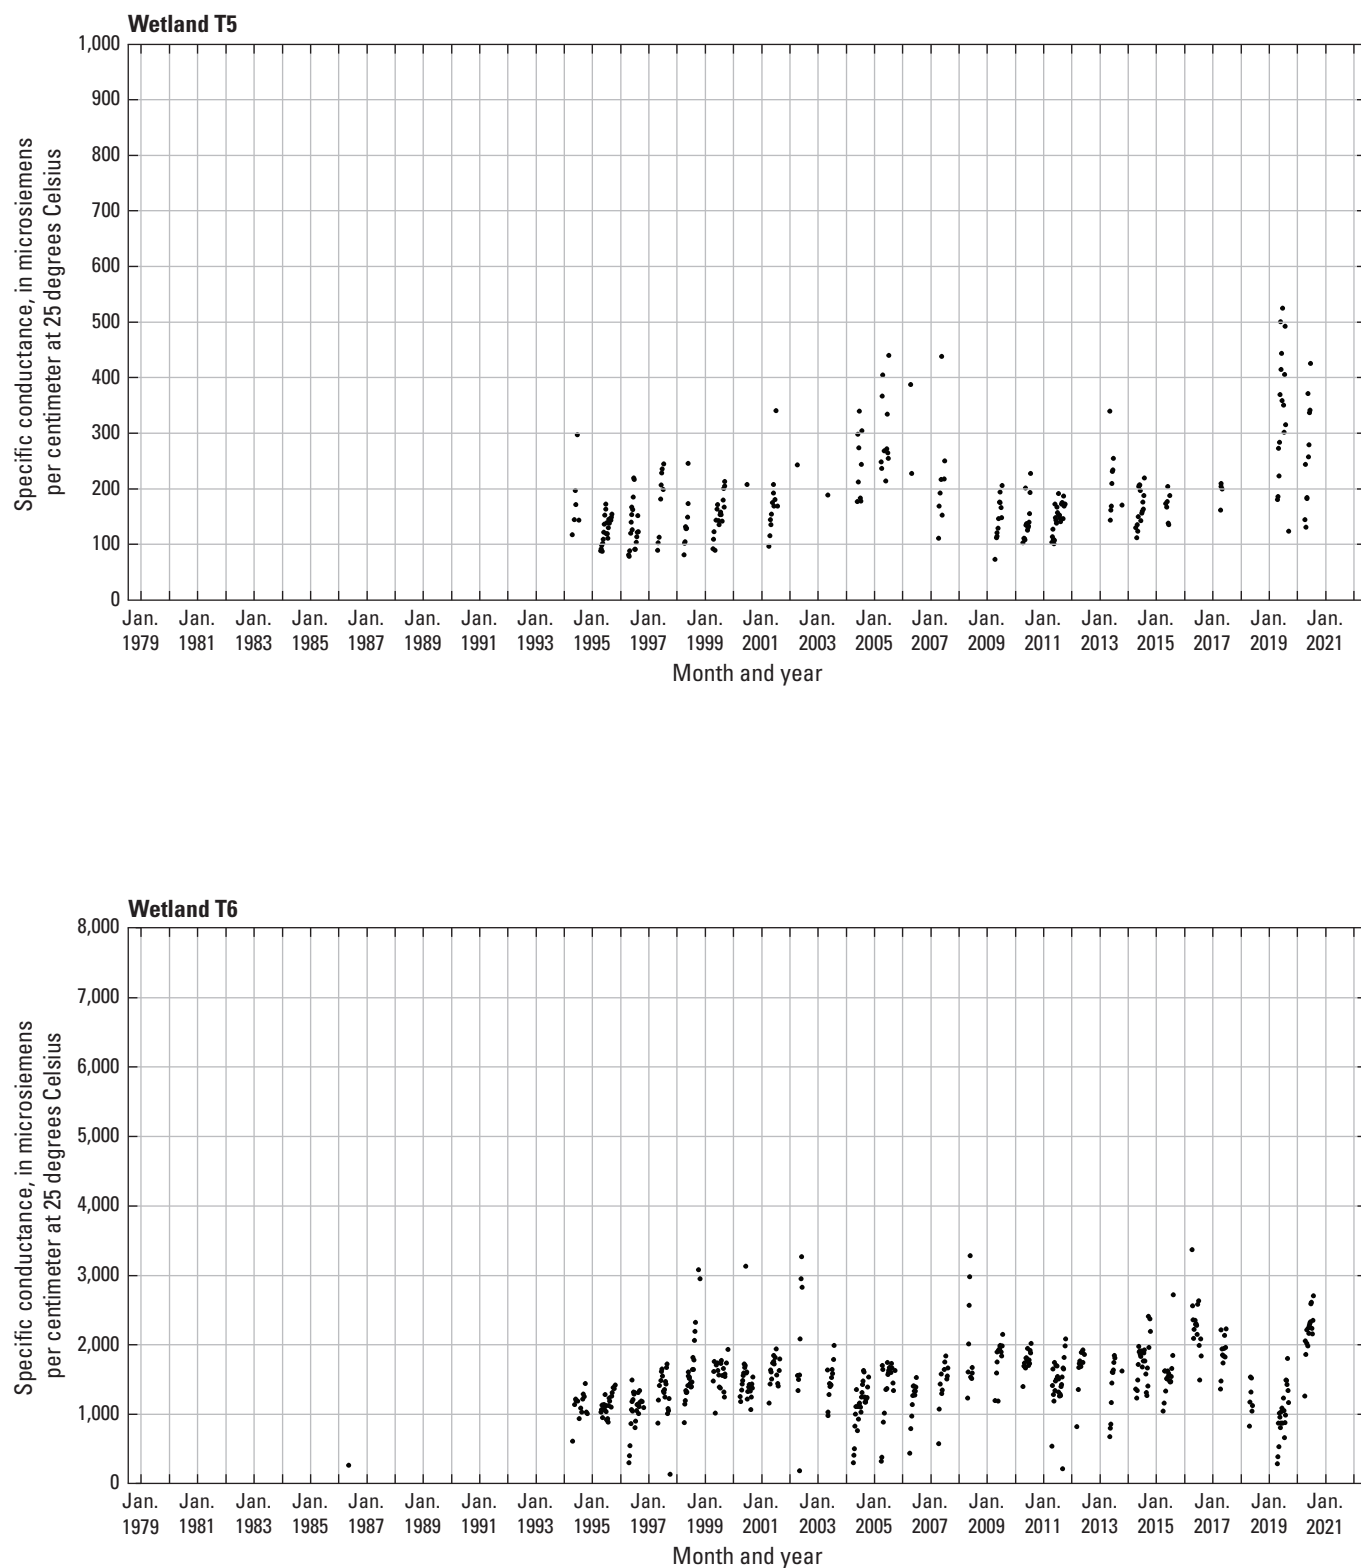 Wetland T5
1,000
900
800
700
600
500
400
300
200
100
0
Specific conductance, in microsiemens
per centimeter at 25 degrees Celsius
Jan. Jan. Jan. Jan. Jan. Jan. Jan. Jan. Jan. Jan. Jan. Jan. Jan. Jan. Jan. Jan. Jan. Jan. Jan. Jan. Jan. Jan.
1979 1981 1983 1985 1987 1989 1991 1993 1995 1997 1999 2001 2003 2005 2007 2009 2011 2013 2015 2017 2019 2021
Month and year
Wetland T6
8,000
7,000
6,000
5,000
4,000
3,000
2,000
1,000
0
Specific conductance, in microsiemens
per centimeter at 25 degrees Celsius
Jan. Jan. Jan. Jan. Jan. Jan. Jan. Jan. Jan. Jan. Jan. Jan. Jan. Jan. Jan. Jan. Jan. Jan. Jan. Jan. Jan. Jan.
1979 1981 1983 1985 1987 1989 1991 1993 1995 1997 1999 2001 2003 2005 2007 2009 2011 2013 2015 2017 2019 2021
Month and year